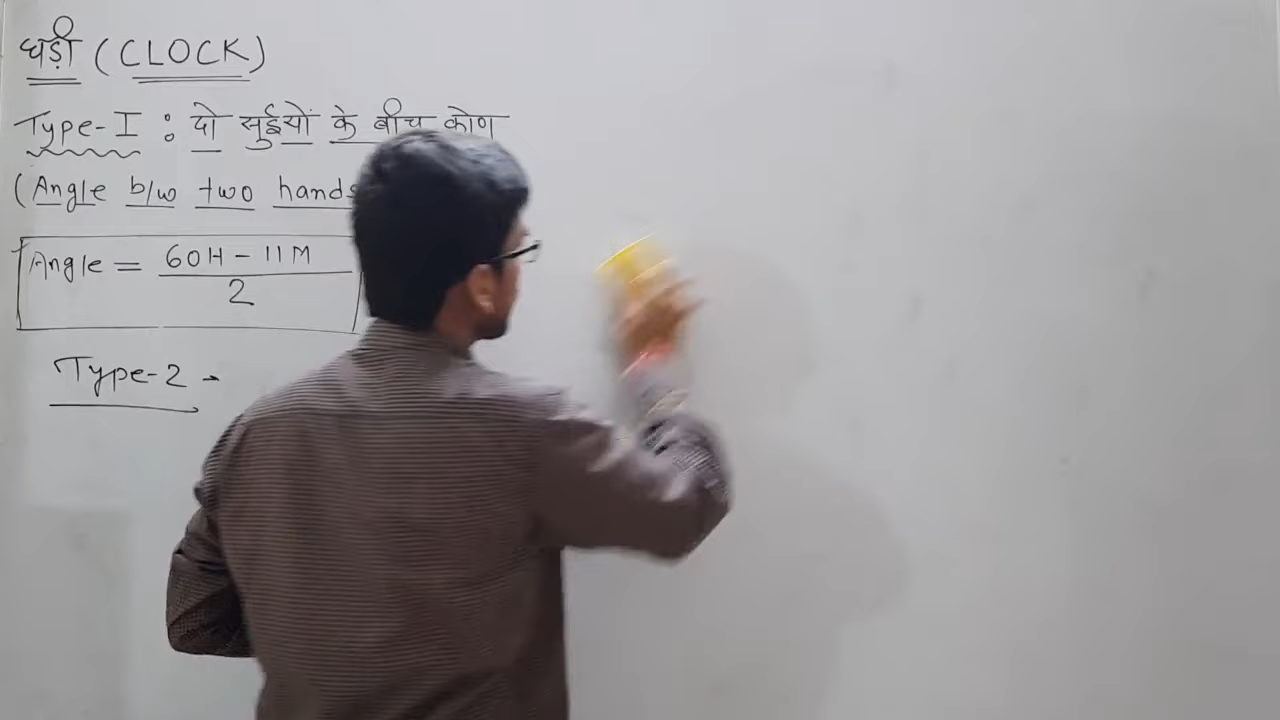 घड़ी (CLOCK)
Type-I : दो सुईयों के बीच कोण
(Angle b/w two hands
Angle = 60H - 11M / 2
Type-2 -